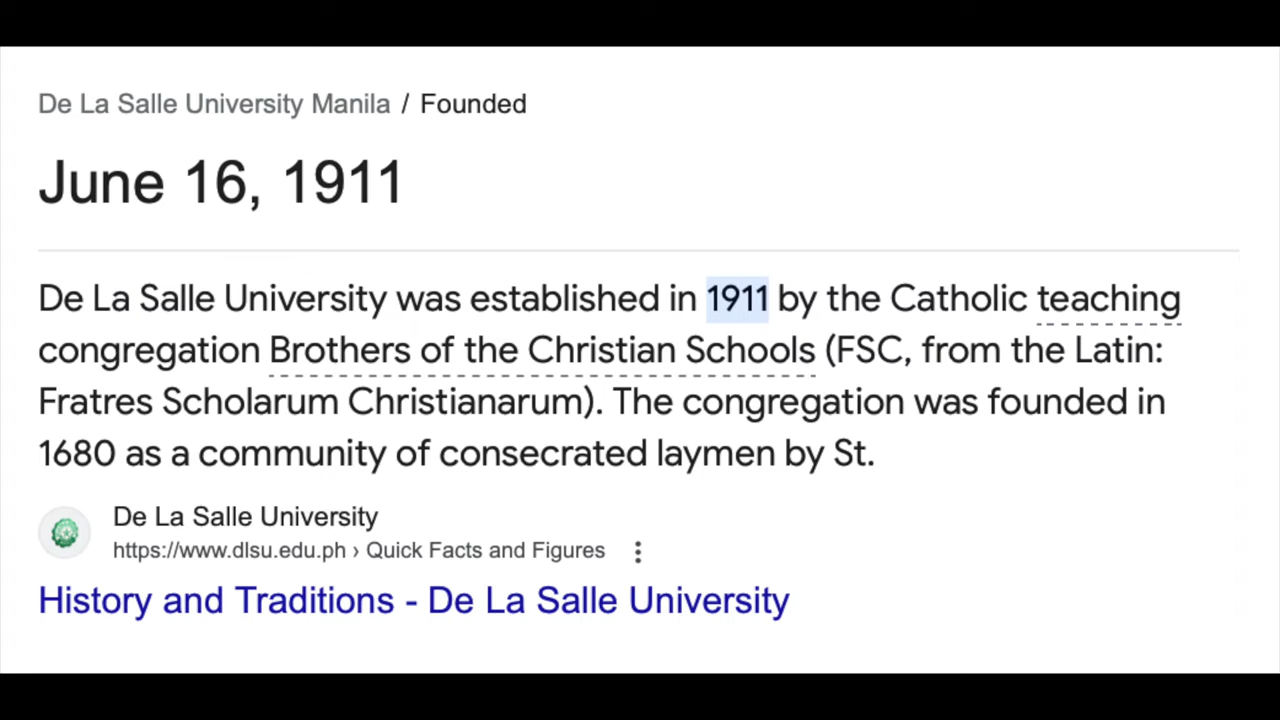 De La Salle University Manila / Founded
June 16, 1911
De La Salle University was established in 1911 by the Catholic teaching
congregation Brothers of the Christian Schools (FSC, from the Latin:
Fratres Scholarum Christianarum). The congregation was founded in
1680 as a community of consecrated laymen by St.
De La Salle University
https://www.dlsu.edu.ph › Quick Facts and Figures
History and Traditions - De La Salle University